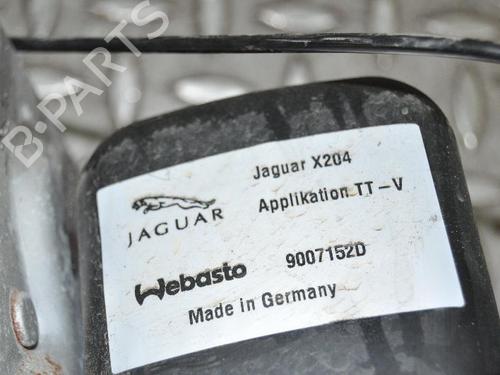 B-PARTS
Jaguar X204
JAGUAR
Applikation TT-V
Webasto
9007152D
Made in Germany